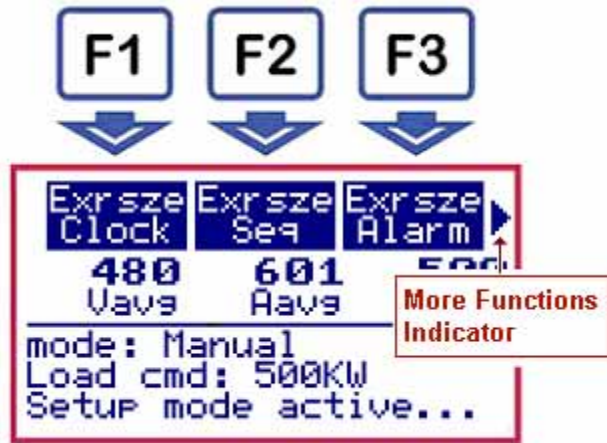 F1 F2 F3
Exrsze Exrsze Exrsze
Clock Seq Alarm
480 601
Vavg Aavg
More Functions
Indicator
mode: Manual
Load cmd: 500KW
Setup mode active...